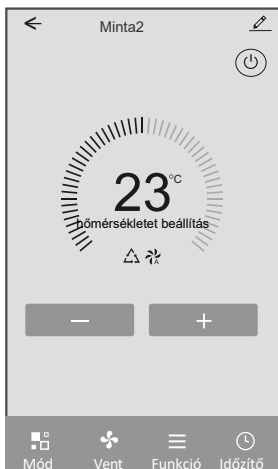 Minta2
23°C
hőmérsékletet beállítás
A
Mód Vent Funkció Időzítő